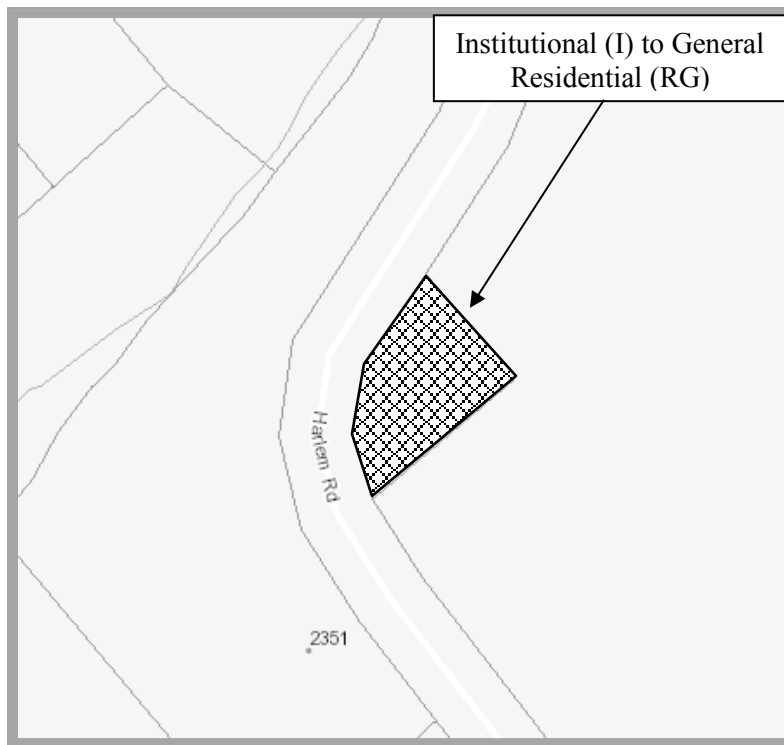 Institutional (I) to General
Residential (RG)
Harlem Rd
2351